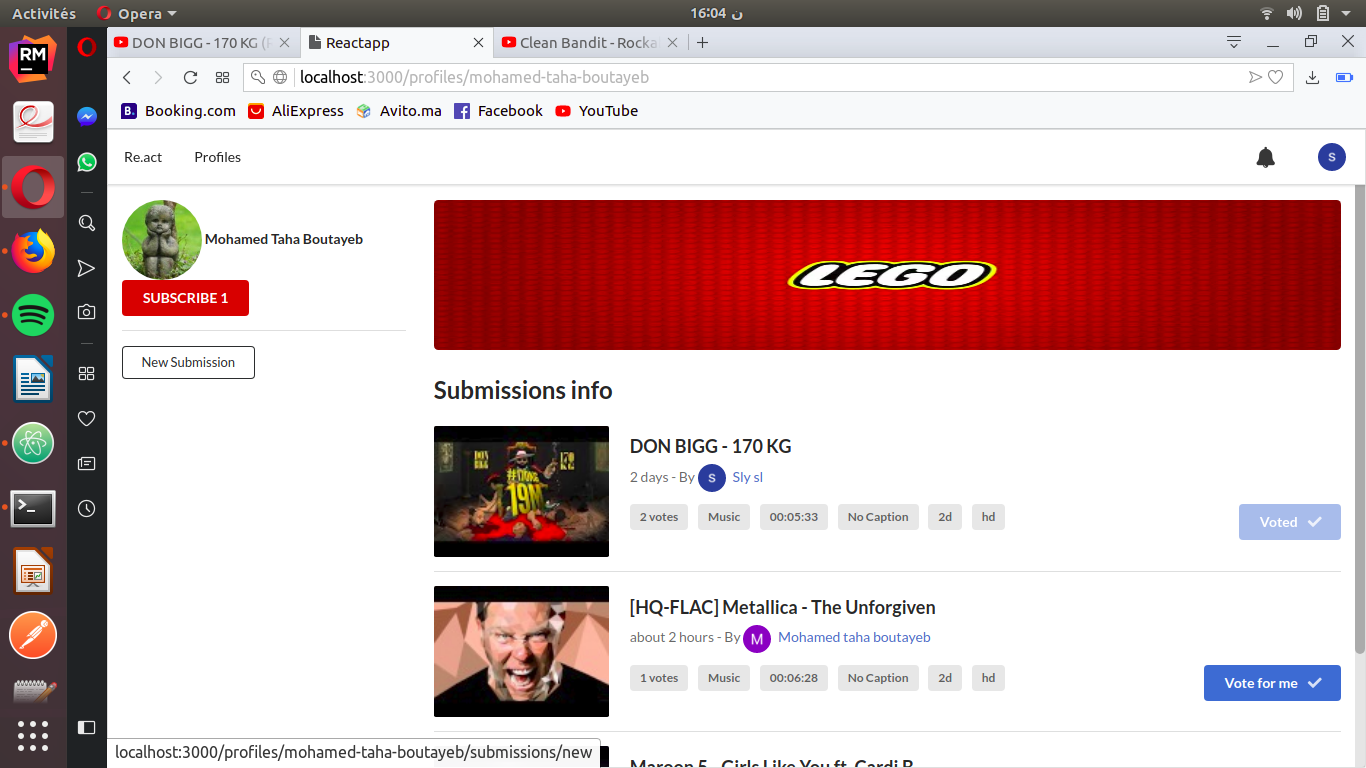 Activités Opera 16:04 ن
DON BIGG - 170 KG (
Reactapp
Clean Bandit - Rocka
localhost:3000/profiles/mohamed-taha-boutayeb
B. Booking.com AliExpress Avito.ma Facebook YouTube
Re.act Profiles S
Mohamed Taha Boutayeb
SUBSCRIBE 1
New Submission
LEGO
Submissions info
DON BIGG - 170 KG
2 days - By S Sly sl
2 votes Music 00:05:33 No Caption 2d hd
Voted
DON BIGG
19M
[HQ-FLAC] Metallica - The Unforgiven
about 2 hours - By M Mohamed taha boutayeb
1 votes Music 00:06:28 No Caption 2d hd
Vote for me
Maroon 5 - Girls Like You ft. Cardi B
localhost:3000/profiles/mohamed-taha-boutayeb/submissions/new
RM